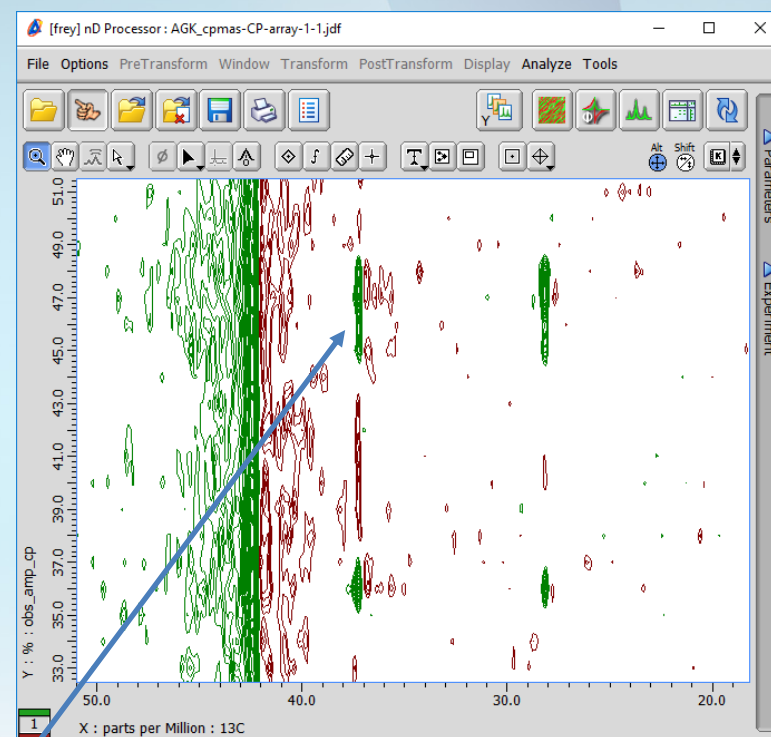 [frey] nD Processor : AGK_cpmas-CP-array-1-1.jdf
File Options PreTransform Window Transform PostTransform Display Analyze Tools
Y
Alt Shift
T
K
Parameters
Experiment
51.0
49.0
47.0
45.0
43.0
41.0
39.0
37.0
35.0
33.0
Y : % : obs_amp_cp
50.0 40.0 30.0 20.0
1
X : parts per Million : 13C